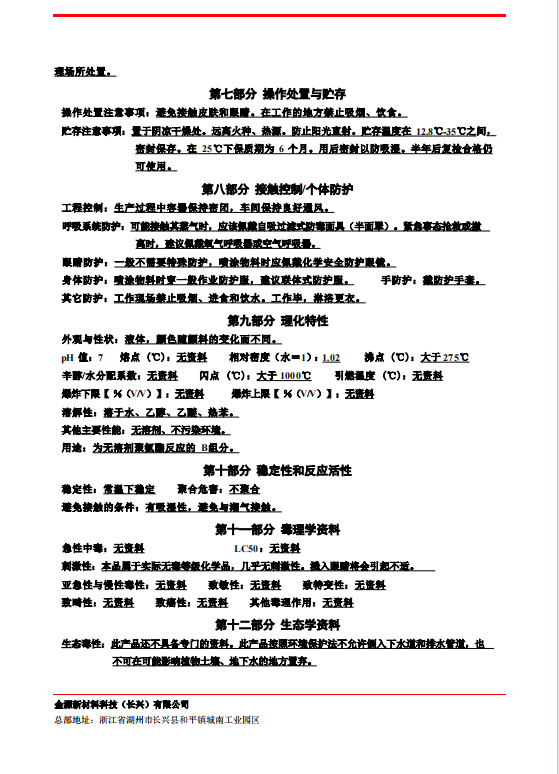 理场所处置。
第七部分 操作处置与贮存
操作处置注意事项：避免接触皮肤和眼睛。在工作的地方禁止吸烟、饮食。
贮存注意事项：置于阴凉干燥处。远离火种、热源。防止阳光直射。贮存温度在 12.8℃-35℃之间，
密封保存。在 25℃下保质期为 6 个月。用后密封以防吸湿。半年后复检合格仍
可使用。
第八部分 接触控制/个体防护
工程控制：生产过程中容器保持密闭，车间保持良好通风。
呼吸系统防护：可能接触其蒸气时，应该佩戴自吸过滤式防毒面具（半面罩）。紧急事态抢救或撤
离时，建议佩戴氧气呼吸器或空气呼吸器。
眼睛防护：一般不需要特殊防护，喷涂物料时应佩戴化学安全防护眼镜。
身体防护：喷涂物料时穿一般作业防护服，建议联体式防护服。 手防护：戴防护手套。
其它防护：工作现场禁止吸烟、进食和饮水。工作毕，淋浴更衣。
第九部分 理化特性
外观与性状：液体，颜色随颜料的变化而不同。
pH 值：7 熔点（℃）：无资料 相对密度（水＝1）：1.02 沸点（℃）：大于275℃
辛醇/水分配系数：无资料 闪点（℃）：大于1000℃ 引燃温度（℃）：无资料
爆炸下限【％（V/V）】：无资料 爆炸上限【％（V/V）】：无资料
溶解性：溶于水、乙醇、乙醚、热苯。
其他主要性能：无溶剂、不污染环境。
用途：为无溶剂聚氨酯反应的 B组分。
第十部分 稳定性和反应活性
稳定性：常温下稳定 聚合危害：不聚合
避免接触的条件：有吸湿性，避免与潮气接触。
第十一部分 毒理学资料
急性中毒：无资料 LC50：无资料
刺激性：本品属于实际无毒等级化学品，几乎无刺激性。溅入眼睛将会引起不适。
亚急性与慢性毒性：无资料 致敏性：无资料 致特变性：无资料
致畸性：无资料 致癌性：无资料 其他毒理作用：无资料
第十二部分 生态学资料
生态毒性：此产品还不具备专门的资料。此产品按照环境保护法不允许倒入下水道和排水管道，也
不可在可能影响植物土壤、地下水的地方置弃。
金源新材料科技（长兴）有限公司
总部地址：浙江省湖州市长兴县和平镇城南工业园区